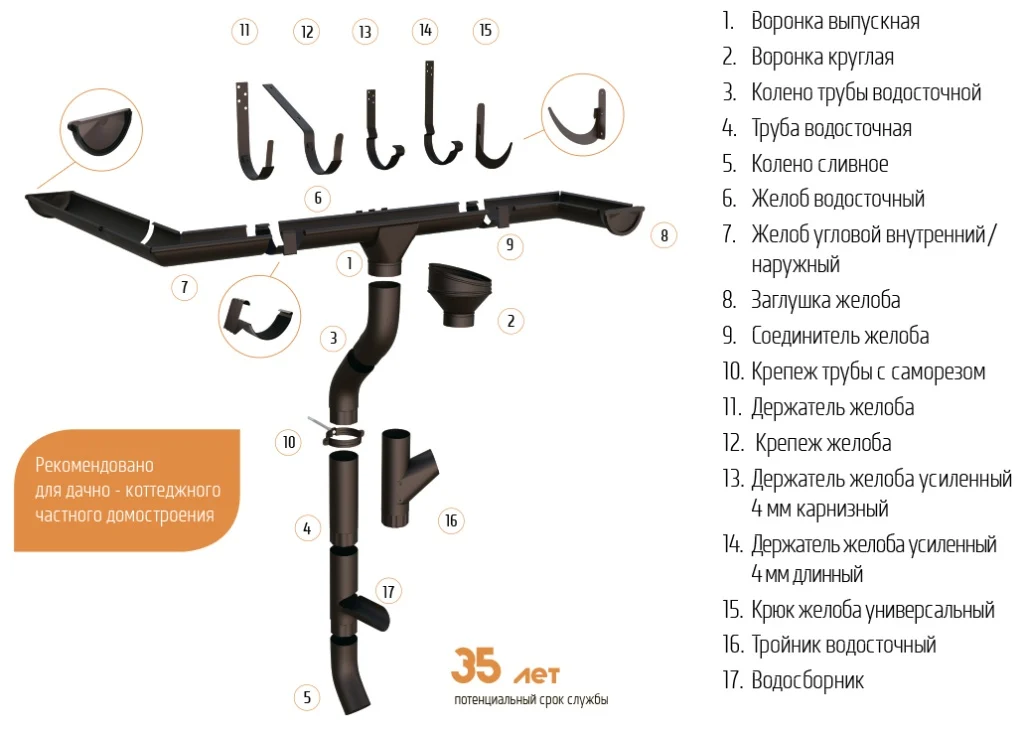 11
12
13
14
15
6
7
1
9
8
2
3
10
4
16
17
5
Рекомендовано
для дачно - коттеджного
частного домостроения
35 лет
потенциальный срок службы
1. Воронка выпускная
2. Воронка круглая
3. Колено трубы водосточной
4. Труба водосточная
5. Колено сливное
6. Желоб водосточный
7. Желоб угловой внутренний/
наружный
8. Заглушка желоба
9. Соединитель желоба
10. Крепеж трубы с саморезом
11. Держатель желоба
12. Крепеж желоба
13. Держатель желоба усиленный
4 мм карнизный
14. Держатель желоба усиленный
4 мм длинный
15. Крюк желоба универсальный
16. Тройник водосточный
17. Водосборник